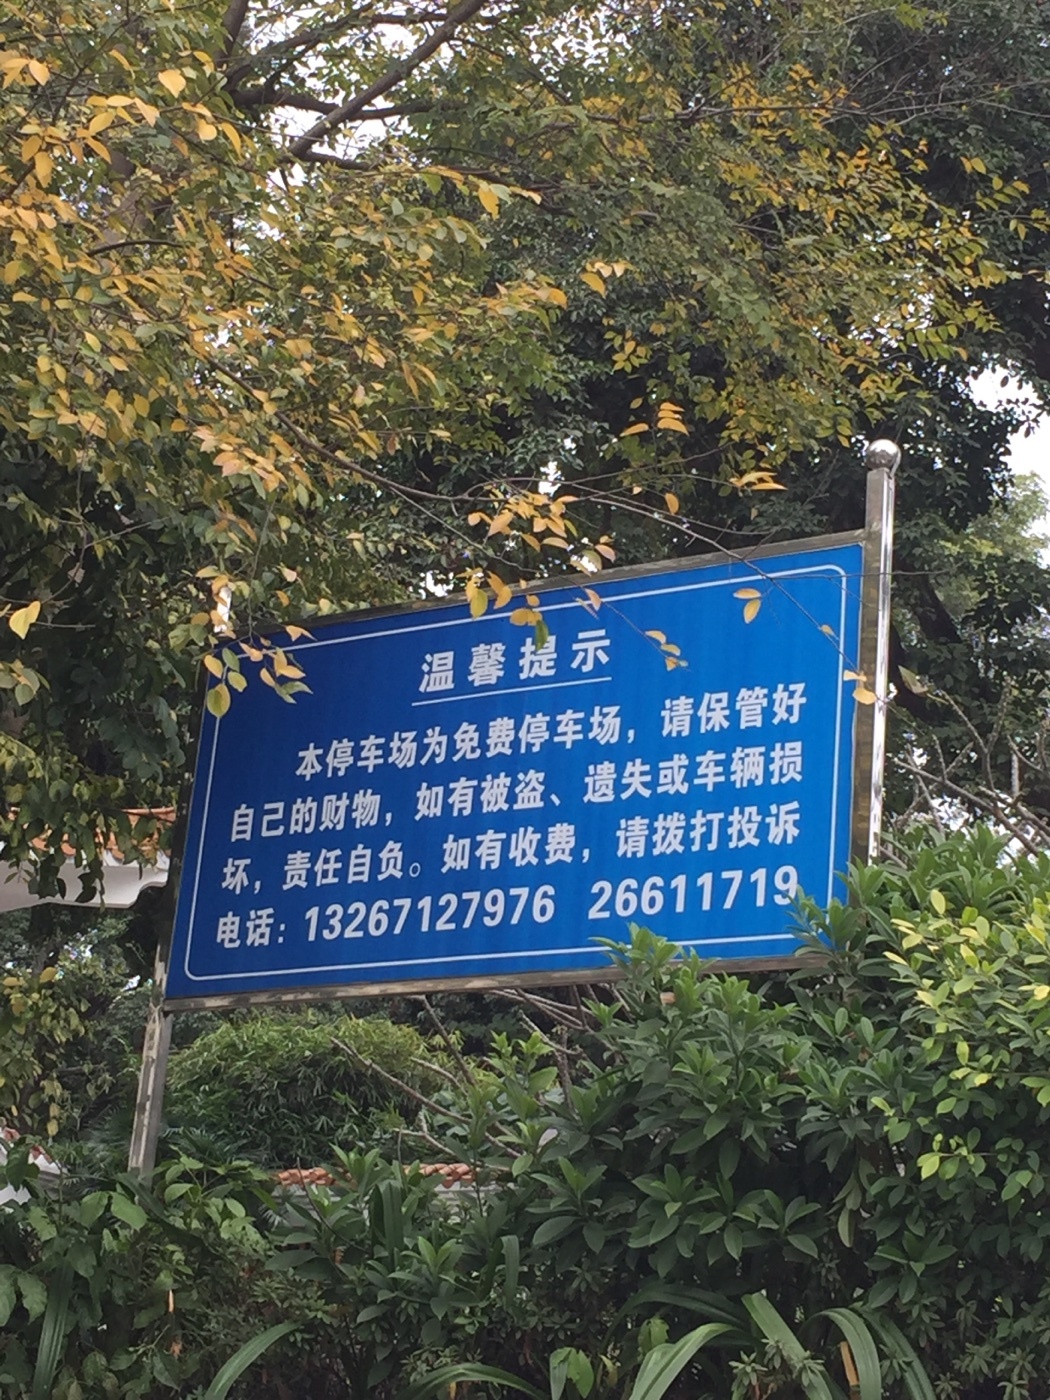 温馨提示
本停车场为免费停车场，请保管好
自己的财物，如有被盗、遗失或车辆损
坏，责任自负。如有收费，请拨打投诉
电话：13267127976 26611719